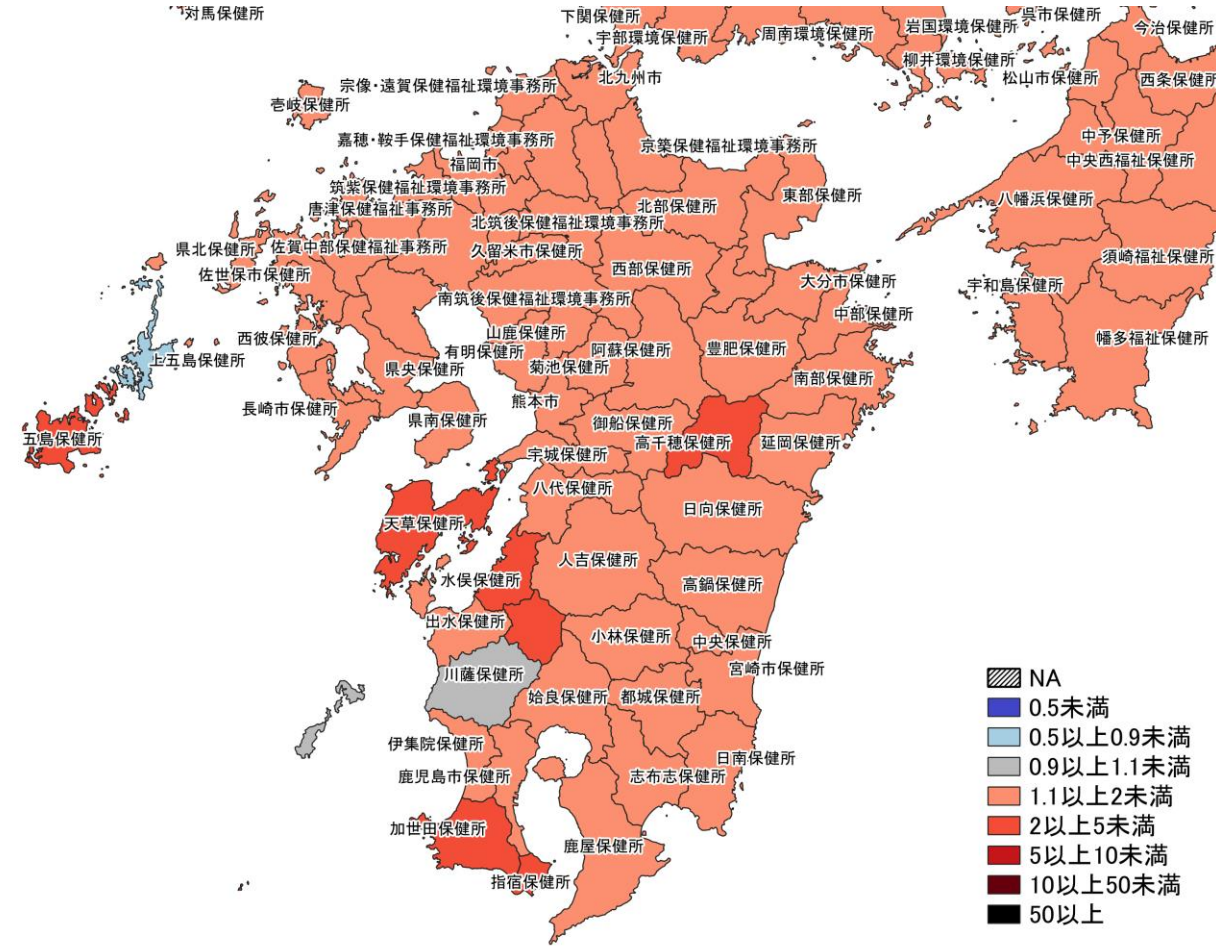 対馬保健所
下関保健所
宇部環境保健所
周南環境保健所
岩国環境保健所
呉市保健所
今治保健所
柳井環境保健所
松山市保健所
西条保健所
北九州市
宗像・遠賀保健福祉環境事務所
壱岐保健所
嘉穂・鞍手保健福祉環境事務所
京築保健福祉環境事務所
中予保健所
福岡市
中央西福祉保健所
筑紫保健福祉環境事務所
東部保健所
八幡浜保健所
唐津保健福祉事務所
北部保健所
北筑後保健福祉環境事務所
県北保健所
佐賀中部保健福祉事務所
久留米市保健所
須崎福祉保健所
佐世保市保健所
西部保健所
大分市保健所
宇和島保健所
南筑後保健福祉環境事務所
中部保健所
西彼保健所
山鹿保健所
幡多福祉保健所
上五島保健所
有明保健所
阿蘇保健所
豊肥保健所
県央保健所
菊池保健所
南部保健所
長崎市保健所
熊本市
県南保健所
御船保健所
五島保健所
高千穂保健所
延岡保健所
宇城保健所
八代保健所
日向保健所
天草保健所
人吉保健所
水俣保健所
高鍋保健所
出水保健所
小林保健所
中央保健所
川薩保健所
宮崎市保健所
姶良保健所
都城保健所
伊集院保健所
日南保健所
鹿児島市保健所
志布志保健所
加世田保健所
鹿屋保健所
指宿保健所
NA
0.5未満
0.5以上0.9未満
0.9以上1.1未満
1.1以上2未満
2以上5未満
5以上10未満
10以上50未満
50以上